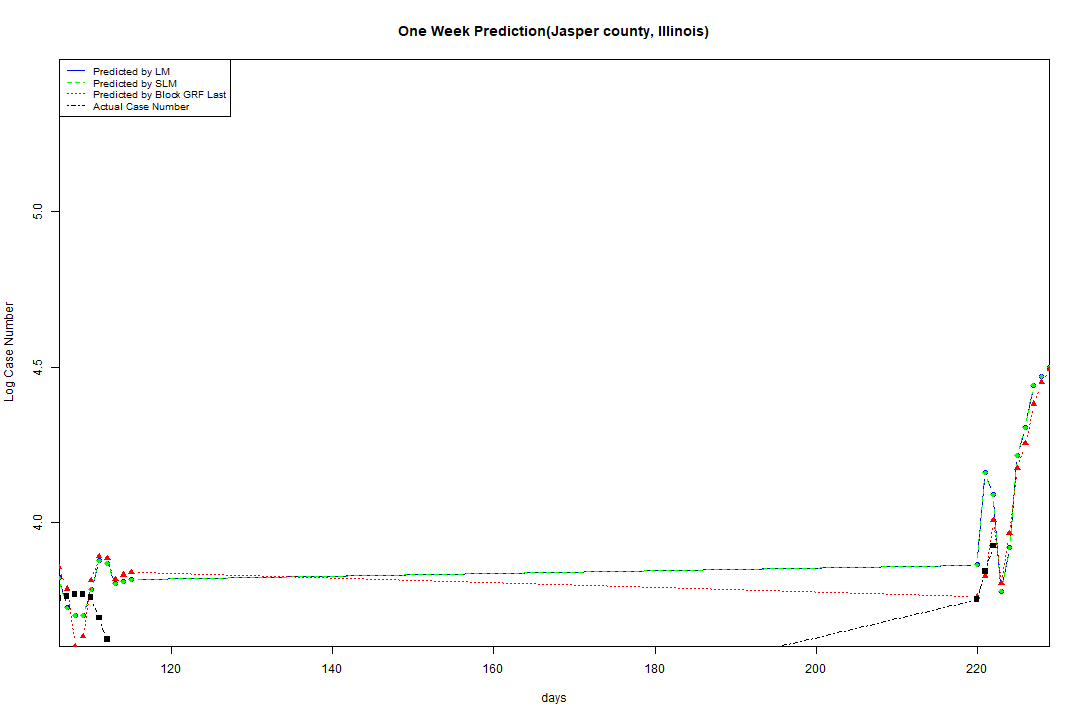 One Week Prediction(Jasper county, Illinois)
Predicted by LM
Predicted by SLM
Predicted by Block GRF Last
Actual Case Number
5.0
4.5
4.0
Log Case Number
120 140 160 180 200 220
days